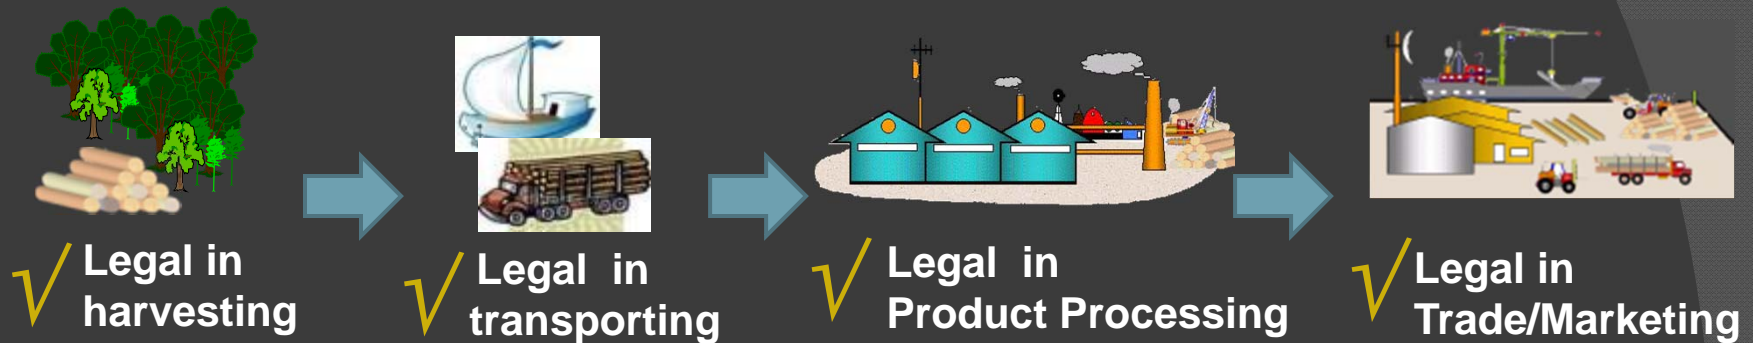 √ Legal in
harvesting
√ Legal in
transporting
√ Legal in
Product Processing
√ Legal in
Trade/Marketing